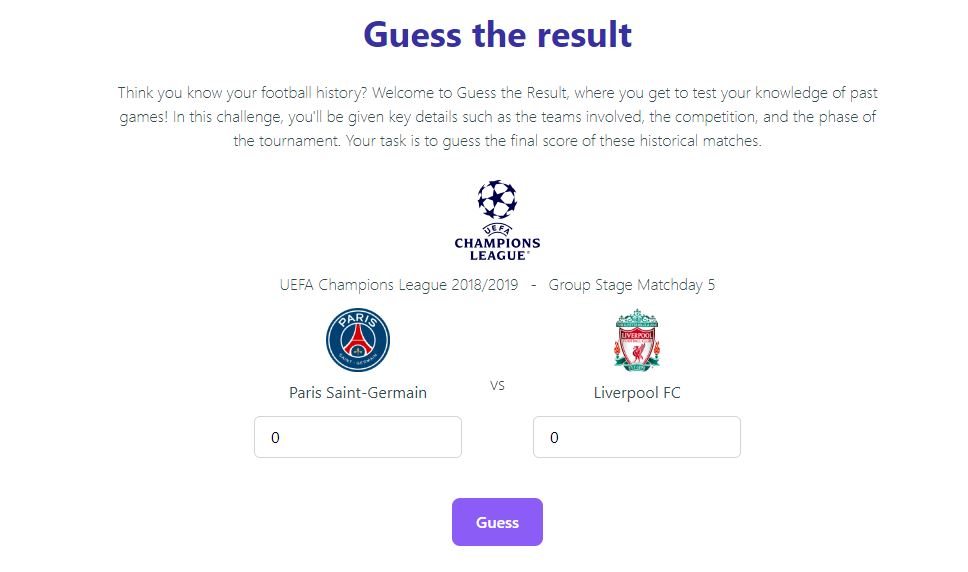 Guess the result
Think you know your football history? Welcome to Guess the Result, where you get to test your knowledge of past
games! In this challenge, you'll be given key details such as the teams involved, the competition, and the phase of
the tournament. Your task is to guess the final score of these historical matches.
UEFA
CHAMPIONS
LEAGUE
UEFA Champions League 2018/2019 - Group Stage Matchday 5
PARIS
SAINT-GERMAIN
LIVERPOOL
Paris Saint-Germain
vs
Liverpool FC
0
0
Guess